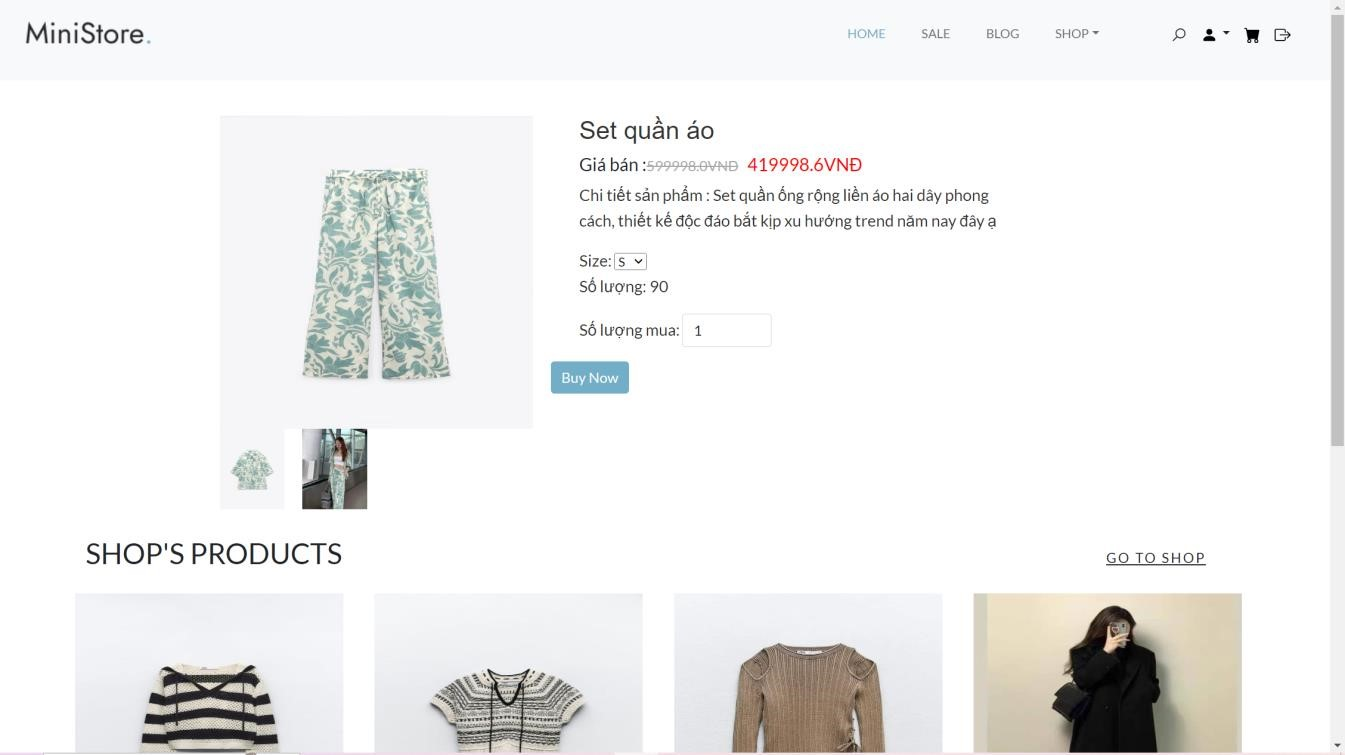 MiniStore.
HOME SALE BLOG SHOP
Set quần áo
Giá bán :599998.0VNĐ 419998.6VNĐ
Chi tiết sản phẩm : Set quần ống rộng liền áo hai dây phong
cách, thiết kế độc đáo bắt kịp xu hướng trend năm nay đây ạ
Size: S
Số lượng: 90
Số lượng mua: 1
Buy Now
SHOP'S PRODUCTS
GO TO SHOP